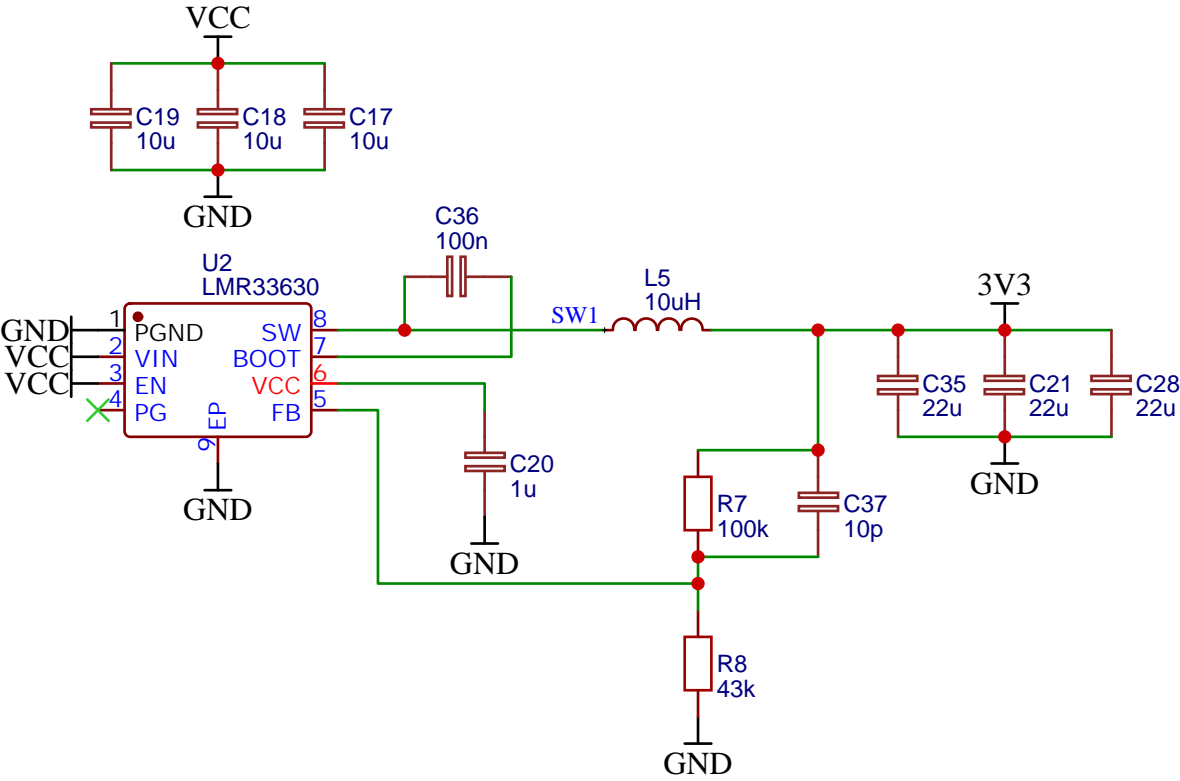 VCC
C19
10u
C18
10u
C17
10u
GND
C36
100n
U2
LMR33630
L5
10uH
3V3
SW1
GND
VCC
VCC
1
2
3
4
PGND
VIN
EN
PG
EP
9
SW
BOOT
VCC
FB
8
7
6
5
GND
C20
1u
GND
C35
22u
C21
22u
C28
22u
GND
R7
100k
C37
10p
R8
43k
GND